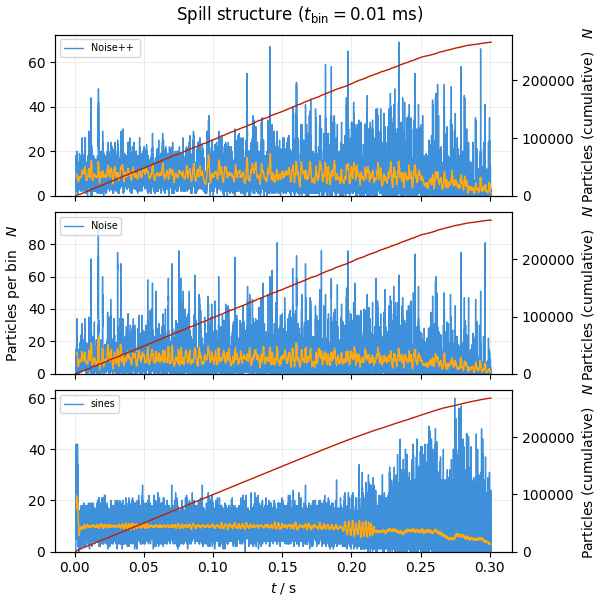 Spill structure (t_bin = 0.01 ms)
Noise++
60
40
20
0
200000
100000
0
Particles (cumulative) N
Noise
80
60
40
20
0
200000
100000
0
Particles (cumulative) N
Particles per bin N
sines
60
40
20
0
200000
100000
0
Particles (cumulative) N
0.00 0.05 0.10 0.15 0.20 0.25 0.30
t / s